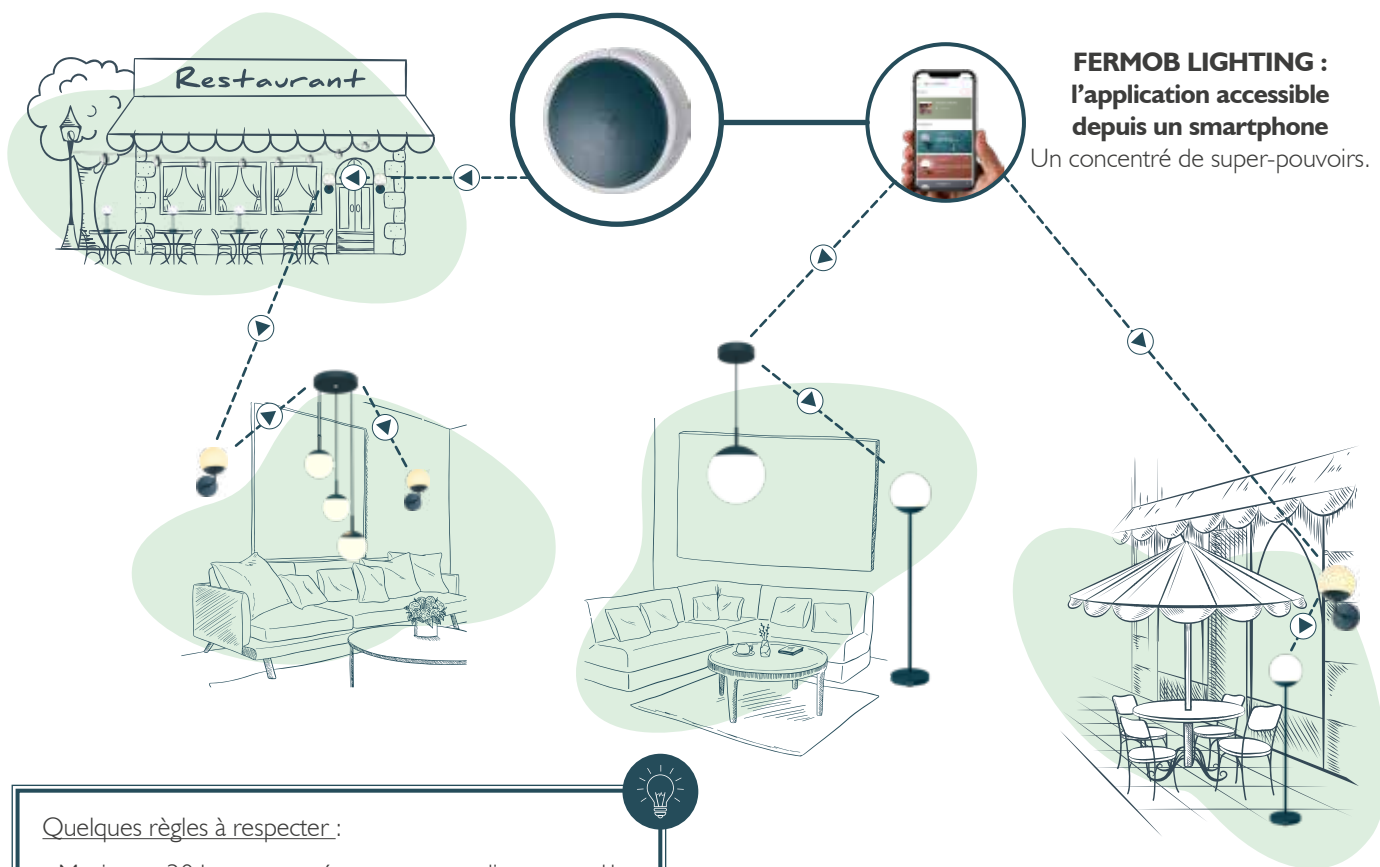 Restaurant
FERMOB LIGHTING :
l'application accessible
depuis un smartphone
Un concentré de super-pouvoirs.
Quelques règles à respecter :